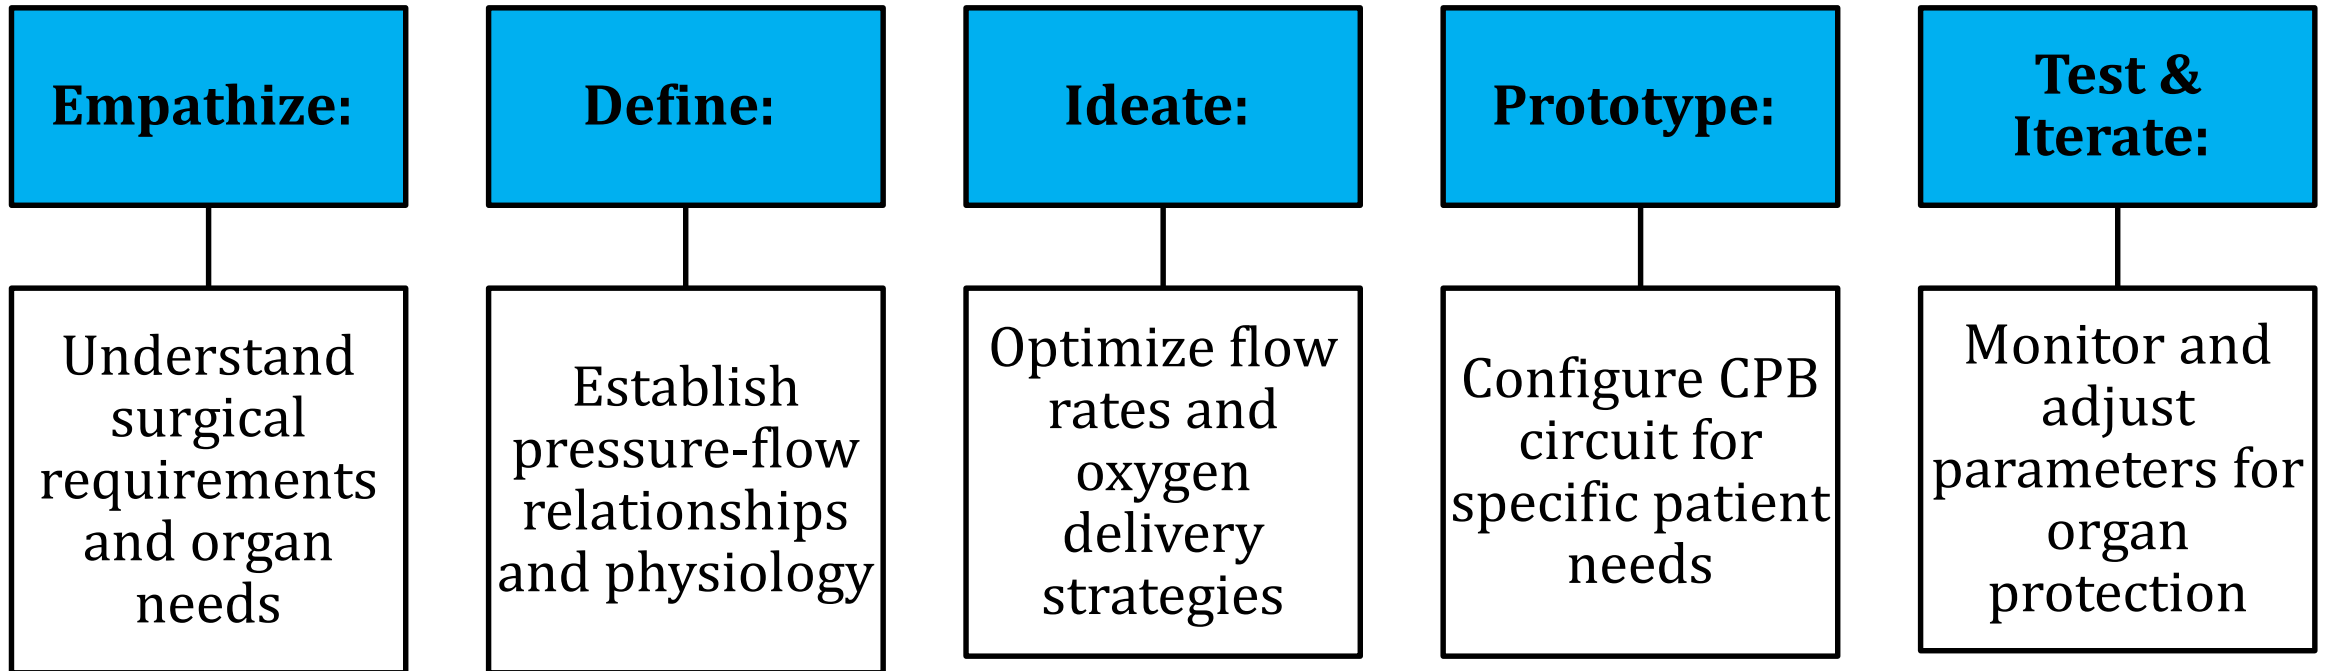 Empathize:
Understand
surgical
requirements
and organ
needs
Define:
Establish
pressure-flow
relationships
and physiology
Ideate:
Optimize flow
rates and
oxygen
delivery
strategies
Prototype:
Configure CPB
circuit for
specific patient
needs
Test &
Iterate:
Monitor and
adjust
parameters for
organ
protection